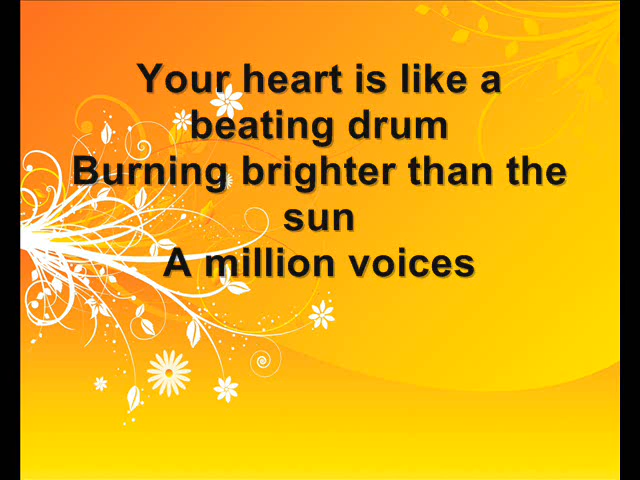 Your heart is like a
beating drum
Burning brighter than the
sun
A million voices